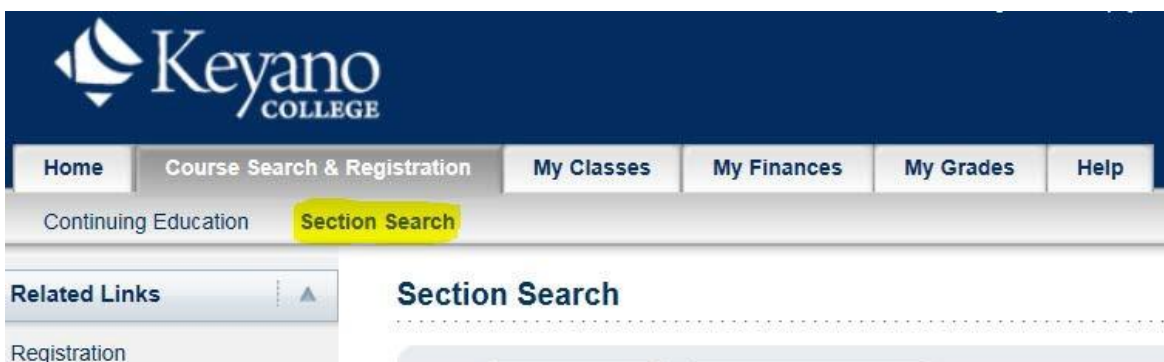 Keyano
COLLEGE
Home Course Search & Registration My Classes My Finances My Grades Help
Continuing Education Section Search
Related Links
Section Search
Registration